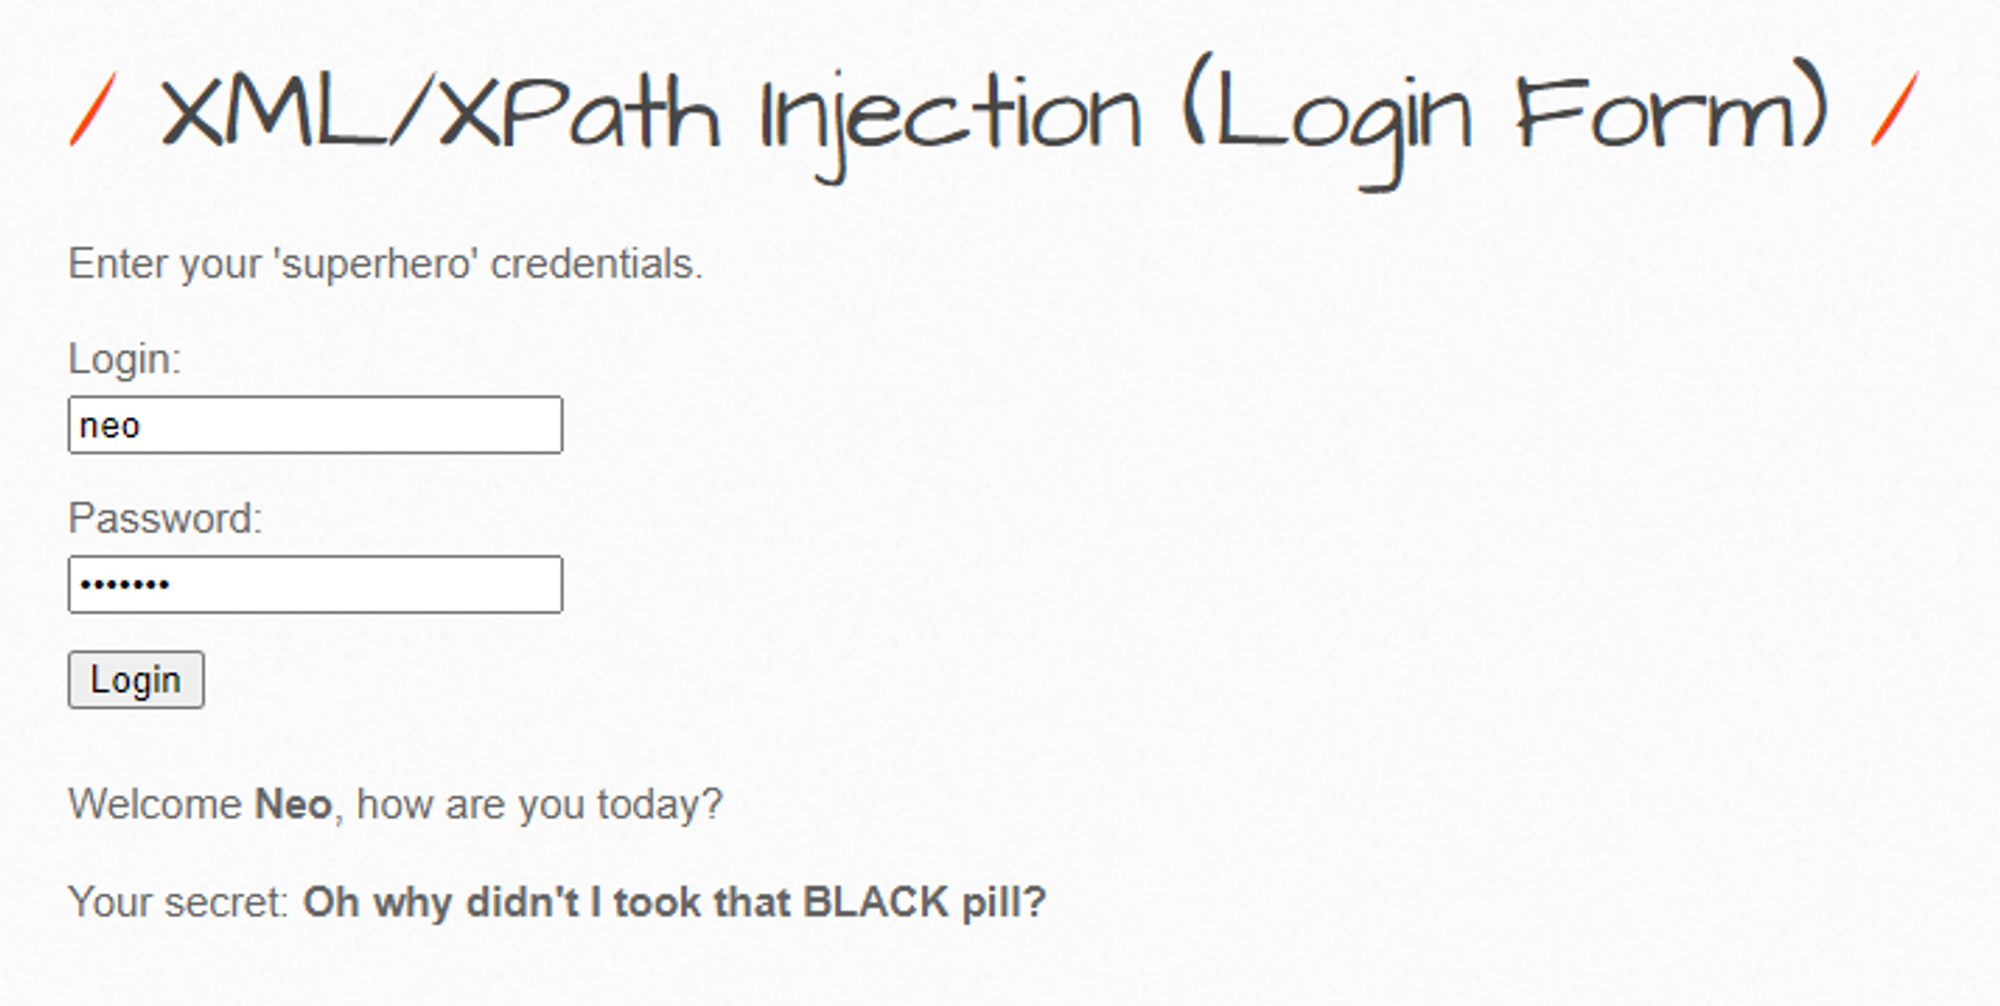 / XML/XPath Injection (Login Form) /
Enter your 'superhero' credentials.
Login:
neo
Password:
•••••••
Login
Welcome Neo, how are you today?
Your secret: Oh why didn't I took that BLACK pill?